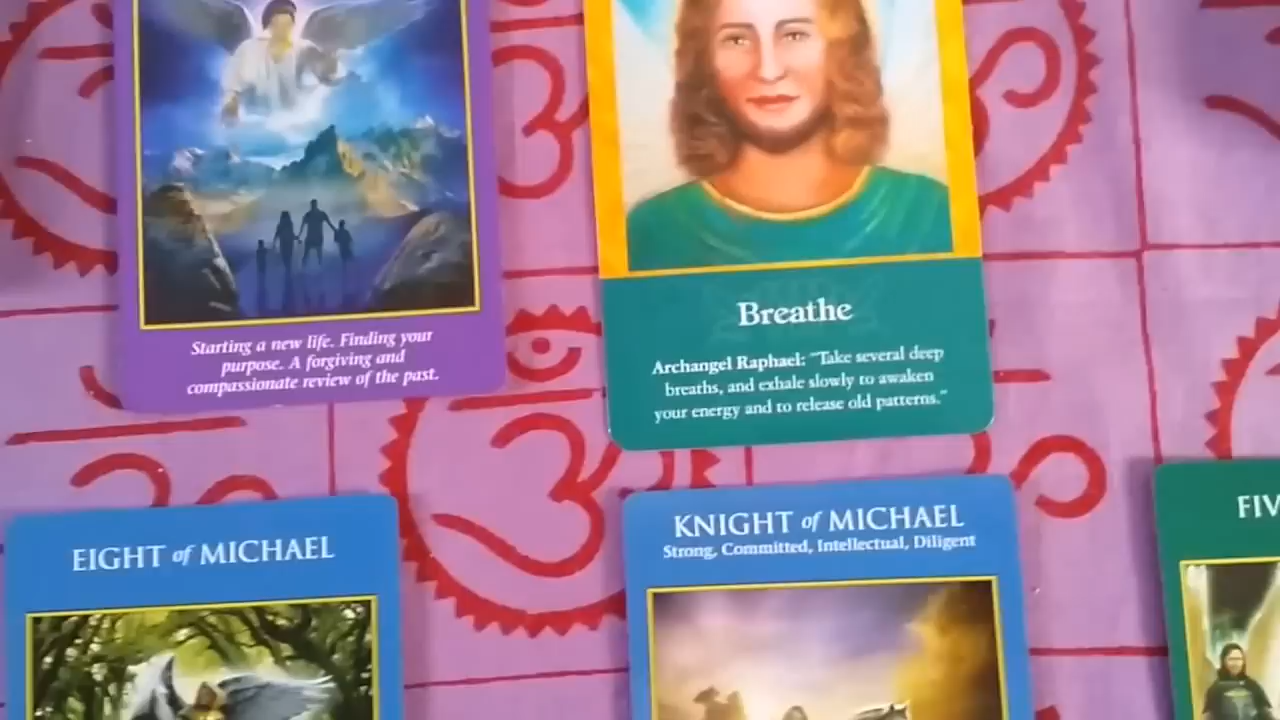 Starting a new life. Finding your
purpose. A forgiving and
compassionate review of the past.
Breathe
Archangel Raphael: "Take several deep
breaths, and exhale slowly to awaken
your energy and to release old patterns."
EIGHT of MICHAEL
KNIGHT of MICHAEL
Strong, Committed, Intellectual, Diligent